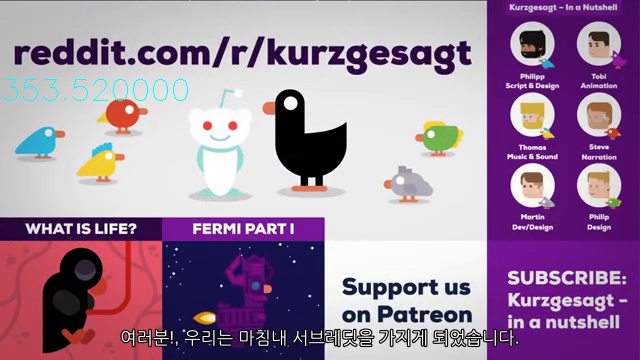 reddit.com/r/kurzgesagt
353.520000
Kurzgesagt – In a Nutshell
Philipp
Script & Design
Tobi
Animation
Thomas
Music & Sound
Steve
Narration
Martin
Dev/Design
Philip
Design
WHAT IS LIFE?
FERMI PART I
Support us
on Patreon
SUBSCRIBE:
Kurzgesagt –
in a nutshell
여러분!, 우리는 마침내 서브레딧을 가지게 되었습니다.